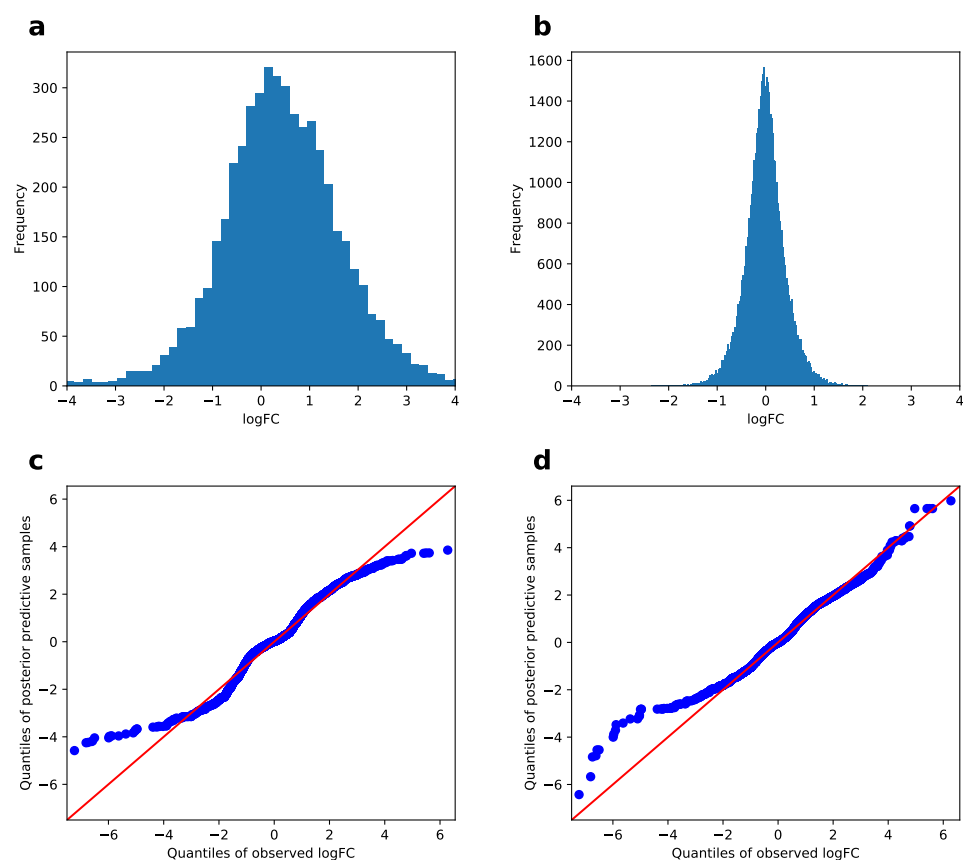 a
300
250
200
150
100
50
0
−4 −3 −2 −1 0 1 2 3 4
logFC
Frequency
b
1600
1400
1200
1000
800
600
400
200
0
−4 −3 −2 −1 0 1 2 3 4
logFC
Frequency
c
6
4
2
0
−2
−4
−6
−6 −4 −2 0 2 4 6
Quantiles of observed logFC
Quantiles of posterior predictive samples
d
6
4
2
0
−2
−4
−6
−6 −4 −2 0 2 4 6
Quantiles of observed logFC
Quantiles of posterior predictive samples